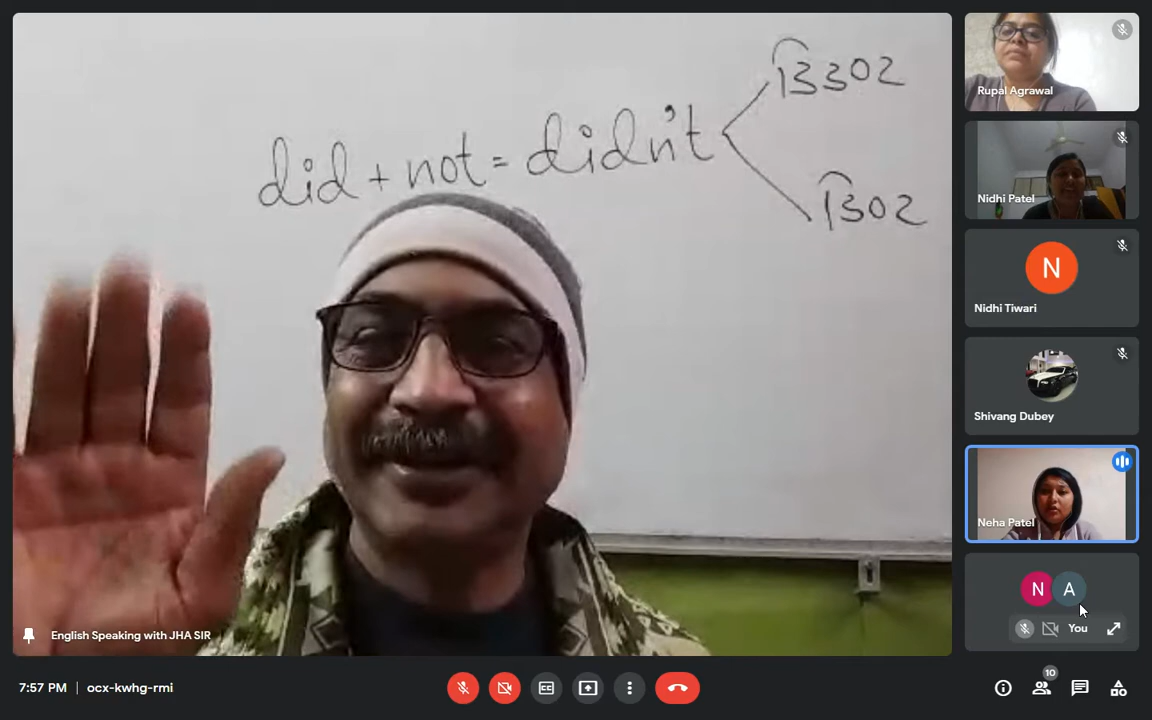 did + not = didn't
English Speaking with JHA SIR
Rupal Agrawal
Nidhi Patel
N
Nidhi Tiwari
Shivang Dubey
Neha Patel
N A
You
7:57 PM | ocx-kwhg-rmi
CC
10